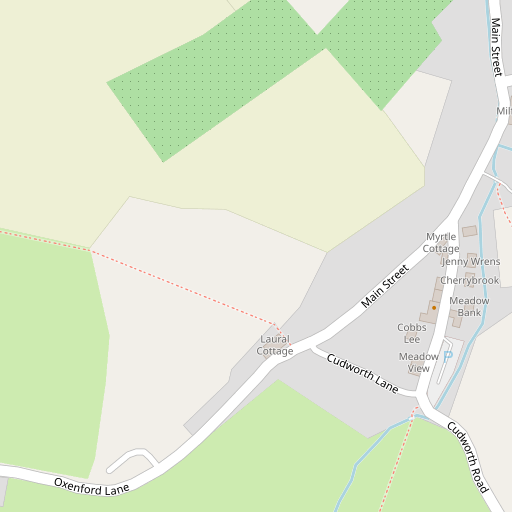 Main Street
Myrtle
Cottage
Jenny Wrens
Cherrybrook
Main Street
Meadow
Bank
Cobbs
Lee
Laural
Cottage
Meadow
View
P
Cudworth Lane
Cudworth Road
Oxenford Lane